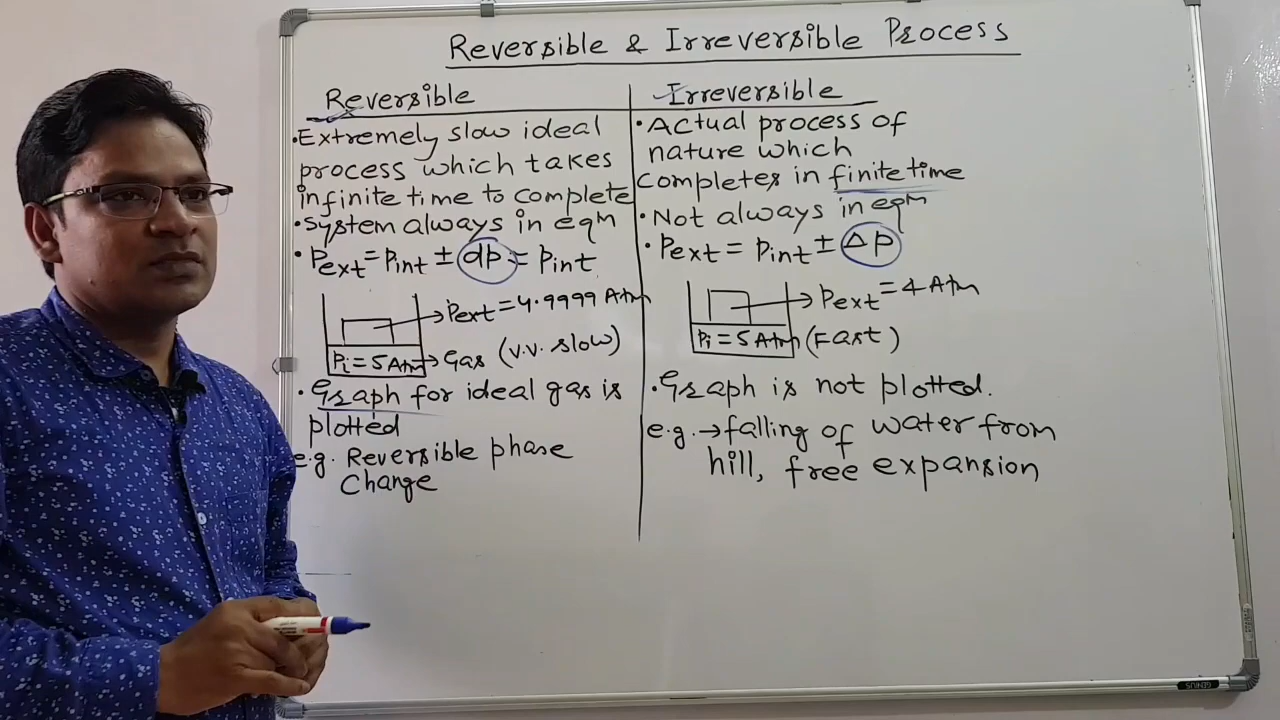 Reversible & Irreversible Process
Reversible
•Extremely slow ideal
process which takes
infinite time to complete
•System always in eqm
• Pext = Pint ± dp = Pint
Pext = 4.9999 Atm
Pi = 5 Atm → Gas (v.v. slow)
• Graph for ideal gas is
plotted
e.g. Reversible phase
Change
Irreversible
•Actual process of
nature which
completes in finite time
•Not always in eqm
• Pext = Pint ± Δp
Pext = 4 Atm
Pi = 5 Atm (Fast)
•Graph is not plotted.
e.g. → falling of water from
hill, free expansion
GENIUS